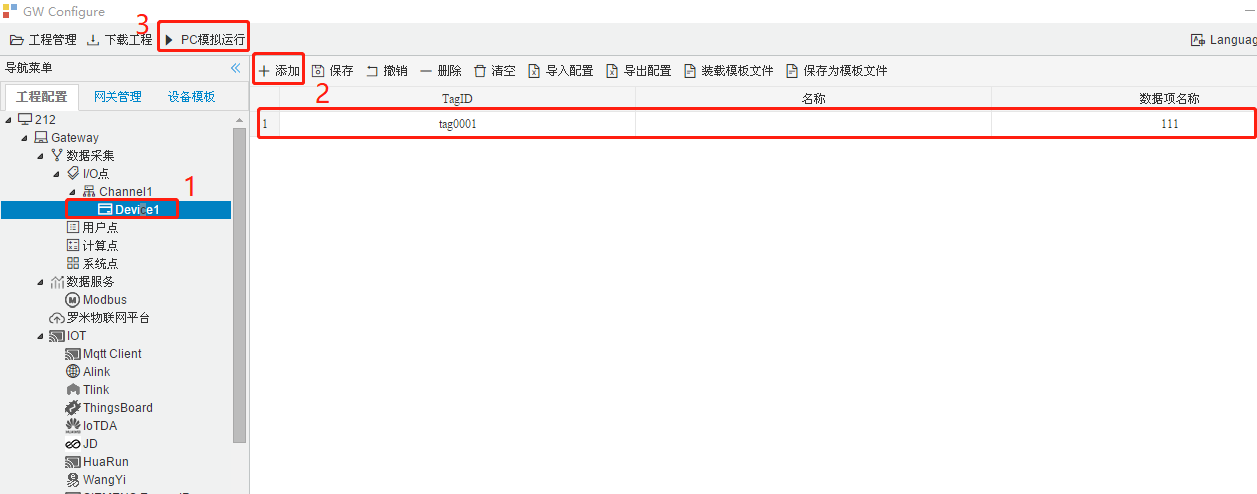 GW Configure
3
工程管理 下载工程 PC模拟运行 Languag
导航菜单
添加 保存 撤销 删除 清空 导入配置 导出配置 装载模板文件 保存为模板文件
工程配置 网关管理 设备模板
2
TagID 名称 数据项名称
1 tag0001 111
212
Gateway
数据采集
I/O点
Channel1
1
Device1
用户点
计算点
系统点
数据服务
Modbus
罗米物联网平台
IOT
Mqtt Client
Alink
Tlink
ThingsBoard
IoTDA
JD
HuaRun
WangYi